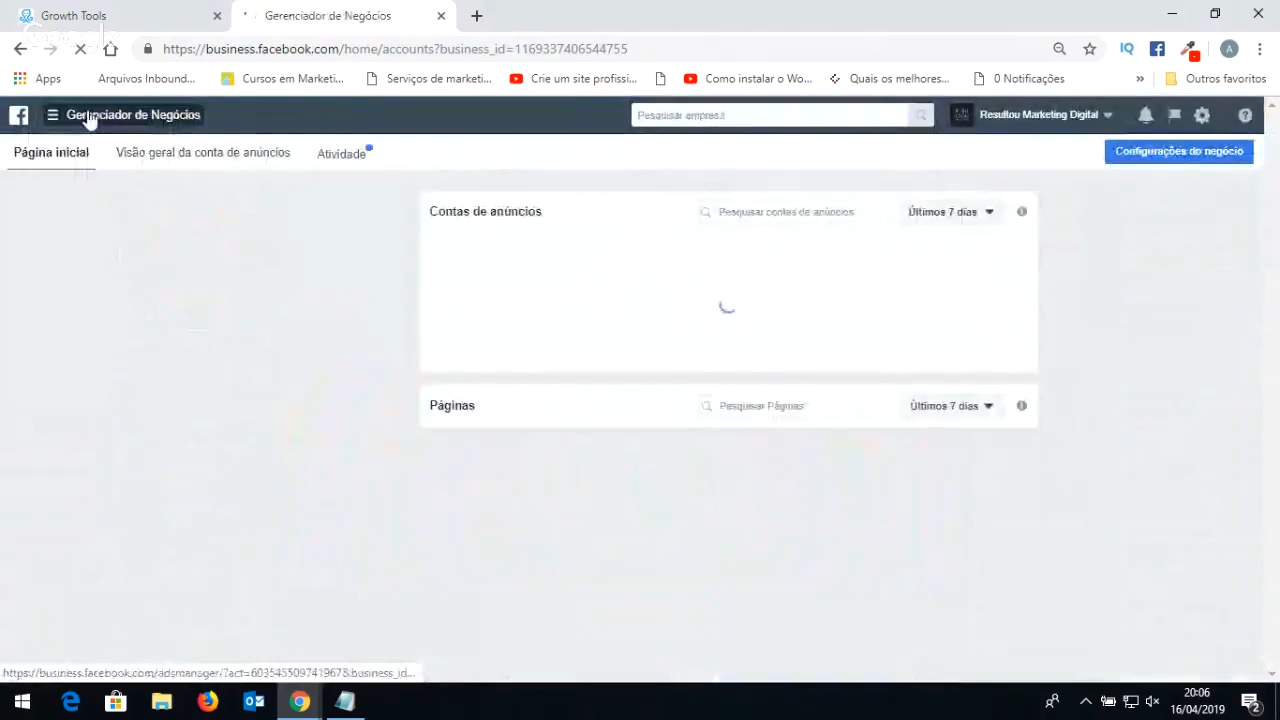 Growth Tools
Gerenciador de Negócios
https://business.facebook.com/home/accounts?business_id=1169337406544755
IQ
A
Apps
Arquivos Inbound...
Cursos em Marketi...
Serviços de marketi...
Crie um site profissi...
Como instalar o Wo...
Quais os melhores...
0 Notificações
»
Outros favoritos
Gerenciador de Negócios
Pesquisar empresa
Resultou Marketing Digital
Página inicial
Visão geral da conta de anúncios
Atividade
Configurações do negócio
Contas de anúncios
Pesquisar contas de anúncios
Últimos 7 dias
Páginas
Pesquisar Páginas
Últimos 7 dias
20:06
16/04/2019
2